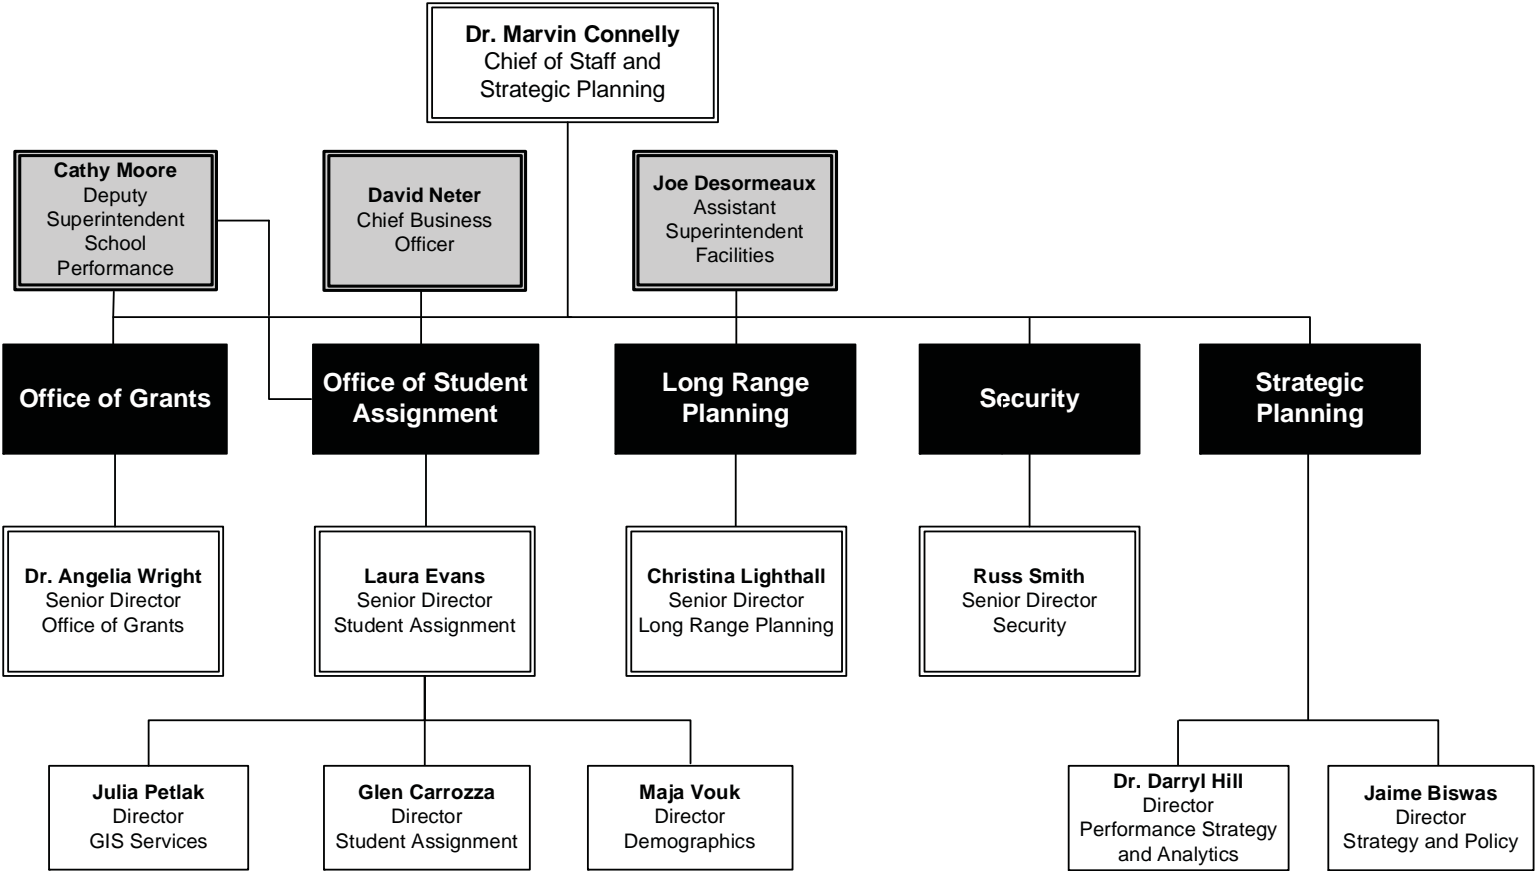 Dr. Marvin Connelly
Chief of Staff and
Strategic Planning
Cathy Moore
Deputy
Superintendent
School
Performance
David Neter
Chief Business
Officer
Joe Desormeaux
Assistant
Superintendent
Facilities
Office of Grants
Office of Student
Assignment
Long Range
Planning
Security
Strategic
Planning
Dr. Angelia Wright
Senior Director
Office of Grants
Laura Evans
Senior Director
Student Assignment
Christina Lighthall
Senior Director
Long Range Planning
Russ Smith
Senior Director
Security
Julia Petlak
Director
GIS Services
Glen Carrozza
Director
Student Assignment
Maja Vouk
Director
Demographics
Dr. Darryl Hill
Director
Performance Strategy
and Analytics
Jaime Biswas
Director
Strategy and Policy